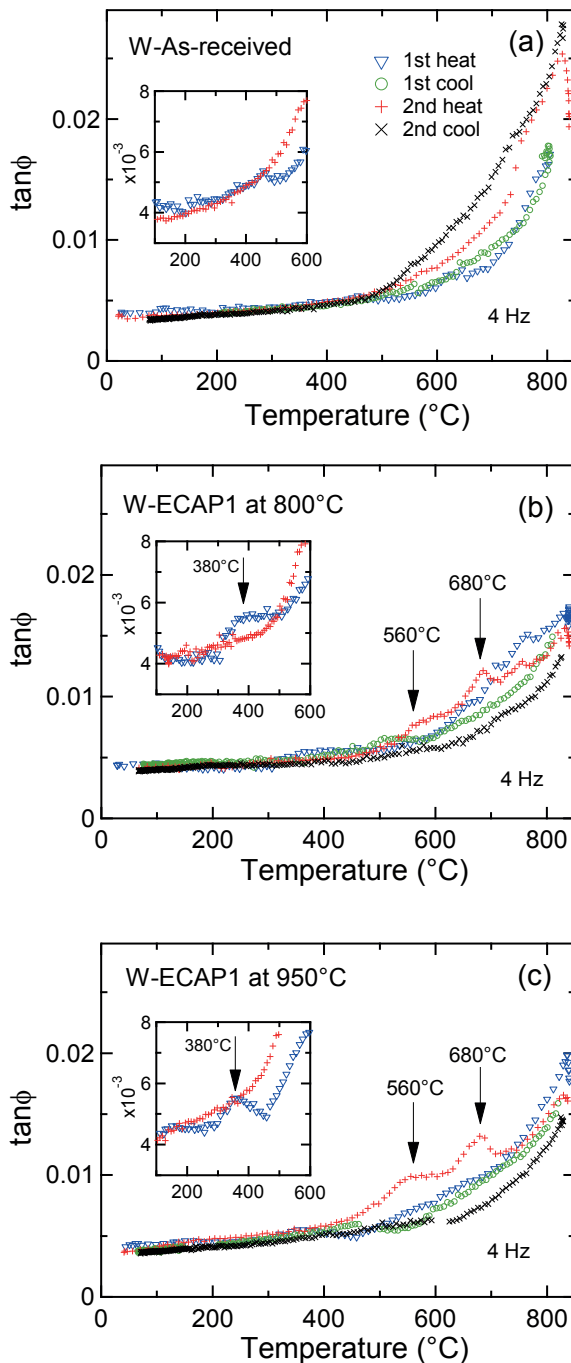 W-As-received
(a)
1st heat
1st cool
2nd heat
2nd cool
tanφ
0.02
0.01
0
x10⁻³
8
6
4
200
400
600
4 Hz
0
200
400
600
800
Temperature (°C)
W-ECAP1 at 800°C
(b)
tanφ
0.02
0.01
0
x10⁻³
8
6
4
380°C
200
400
600
680°C
560°C
4 Hz
0
200
400
600
800
Temperature (°C)
W-ECAP1 at 950°C
(c)
tanφ
0.02
0.01
0
x10⁻³
8
6
4
380°C
200
400
600
680°C
560°C
4 Hz
0
200
400
600
800
Temperature (°C)